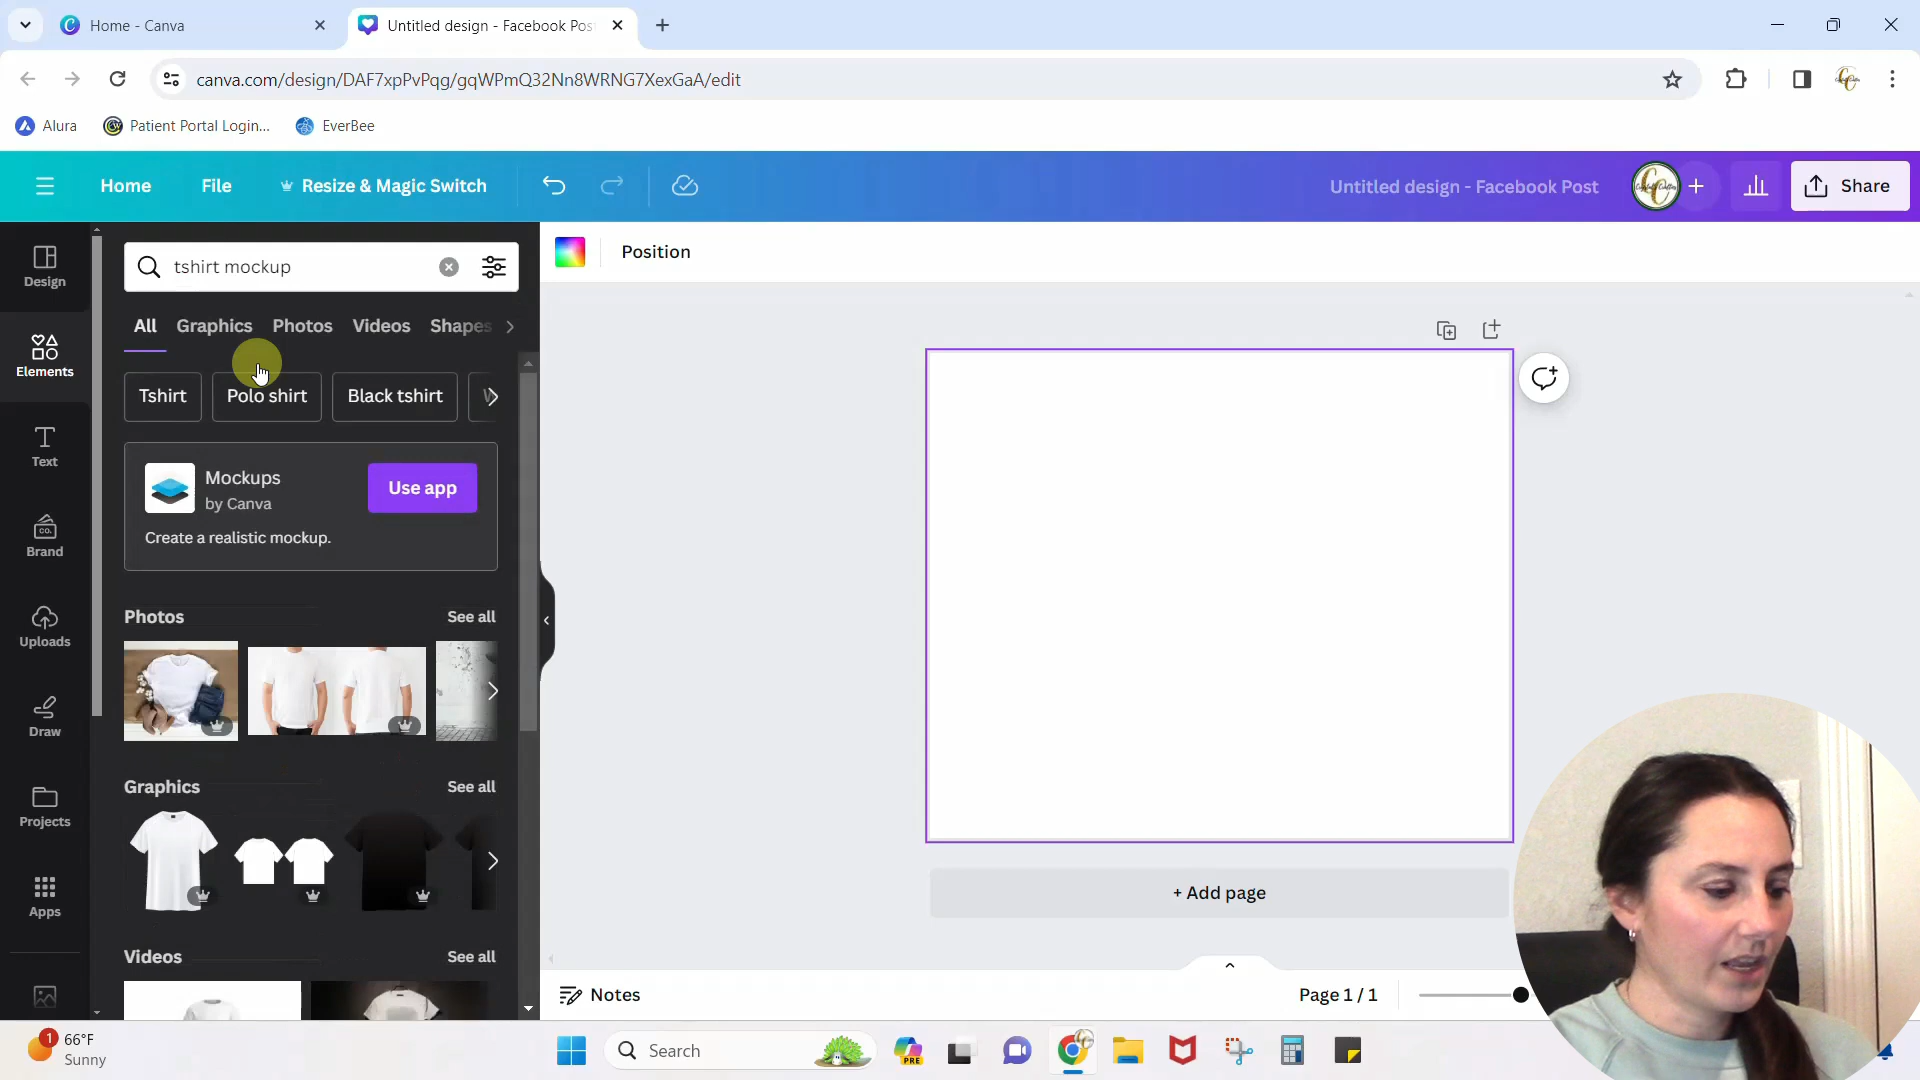 Home - Canva
Untitled design - Facebook Pos
canva.com/design/DAF7xpPvPqg/gqWPmQ32Nn8WRNG7XexGaA/edit
Alura
Patient Portal Login...
EverBee
Home
File
Resize & Magic Switch
Untitled design - Facebook Post
Share
Design
Elements
Text
Brand
CO.
Uploads
Draw
Projects
Apps
tshirt mockup
All
Graphics
Photos
Videos
Shapes
Tshirt
Polo shirt
Black tshirt
Mockups
by Canva
Use app
Create a realistic mockup.
Photos
See all
Graphics
See all
Videos
See all
Position
+ Add page
Notes
Page 1 / 1
1
66°F
Sunny
Search
PRE